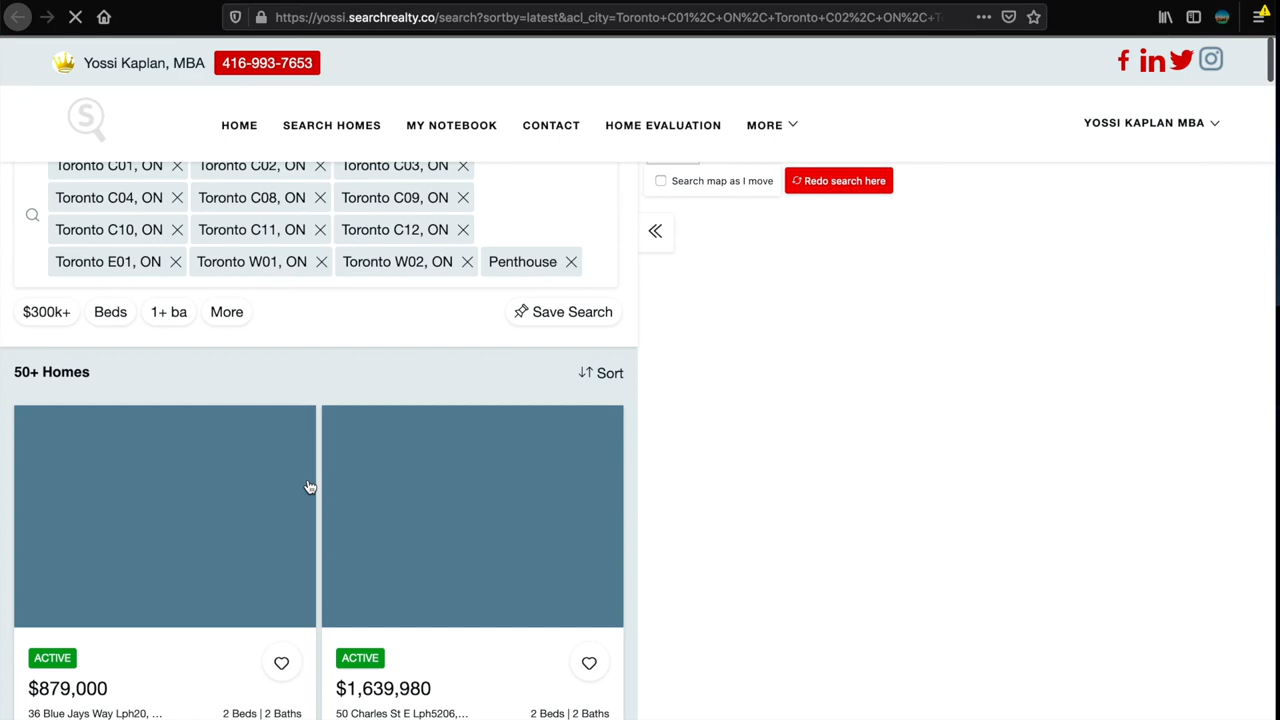 https://yossi.searchrealty.co/search?sortby=latest&acl_city=Toronto+C01%2C+ON%2C+Toronto+C02%2C+ON%2C+T
Yossi Kaplan, MBA 416-993-7653
S
HOME SEARCH HOMES MY NOTEBOOK CONTACT HOME EVALUATION MORE YOSSI KAPLAN MBA
Toronto C01, ON Toronto C02, ON Toronto C03, ON
Search map as I move Redo search here
Toronto C04, ON Toronto C08, ON Toronto C09, ON
Toronto C10, ON Toronto C11, ON Toronto C12, ON
Toronto E01, ON Toronto W01, ON Toronto W02, ON Penthouse
$300k+ Beds 1+ ba More Save Search
50+ Homes Sort
ACTIVE ACTIVE
$879,000 $1,639,980
36 Blue Jays Way Lph20, ... 2 Beds | 2 Baths 50 Charles St E Lph5206,... 2 Beds | 2 Baths